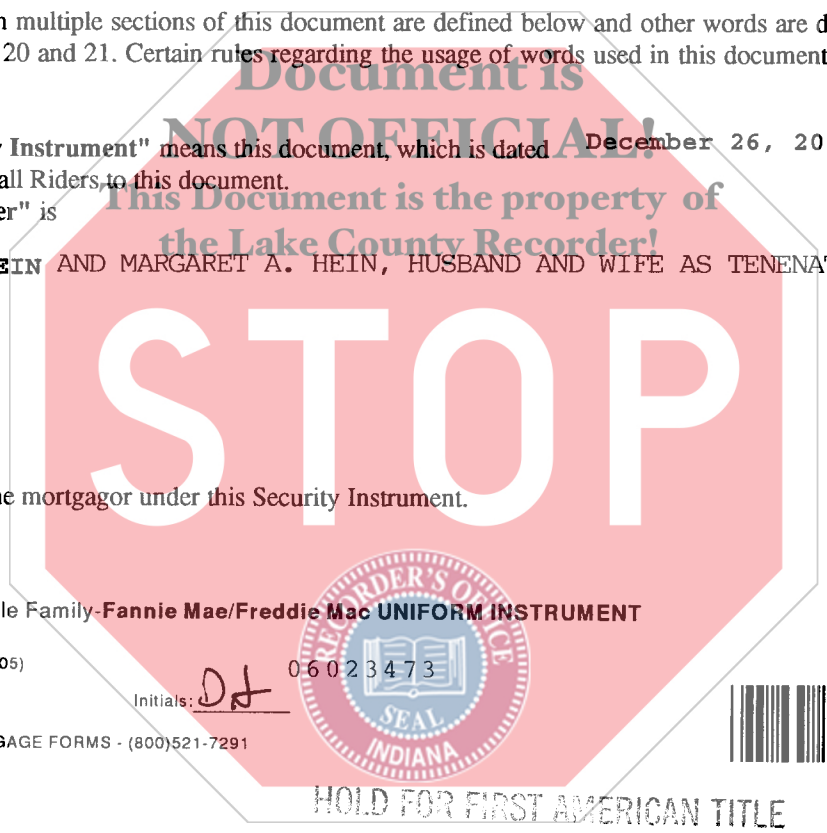 n multiple sections of this document are defined below and other words are d
20 and 21. Certain rules regarding the usage of words used in this document
Document is
NOT OFFICIAL!
Instrument" means this document, which is dated December 26, 20
all Riders to this document.
This Document is the property of
er" is
the Lake County Recorder!
EIN AND MARGARET A. HEIN, HUSBAND AND WIFE AS TENENA
STOP
e mortgagor under this Security Instrument.
RECORDER'S OFFICE
le Family-Fannie Mae/Freddie Mac UNIFORM INSTRUMENT
05)
06023473
Initials: DH
SEAL
GAGE FORMS - (800)521-7291
INDIANA
HOLD FOR FIRST AMERICAN TITLE